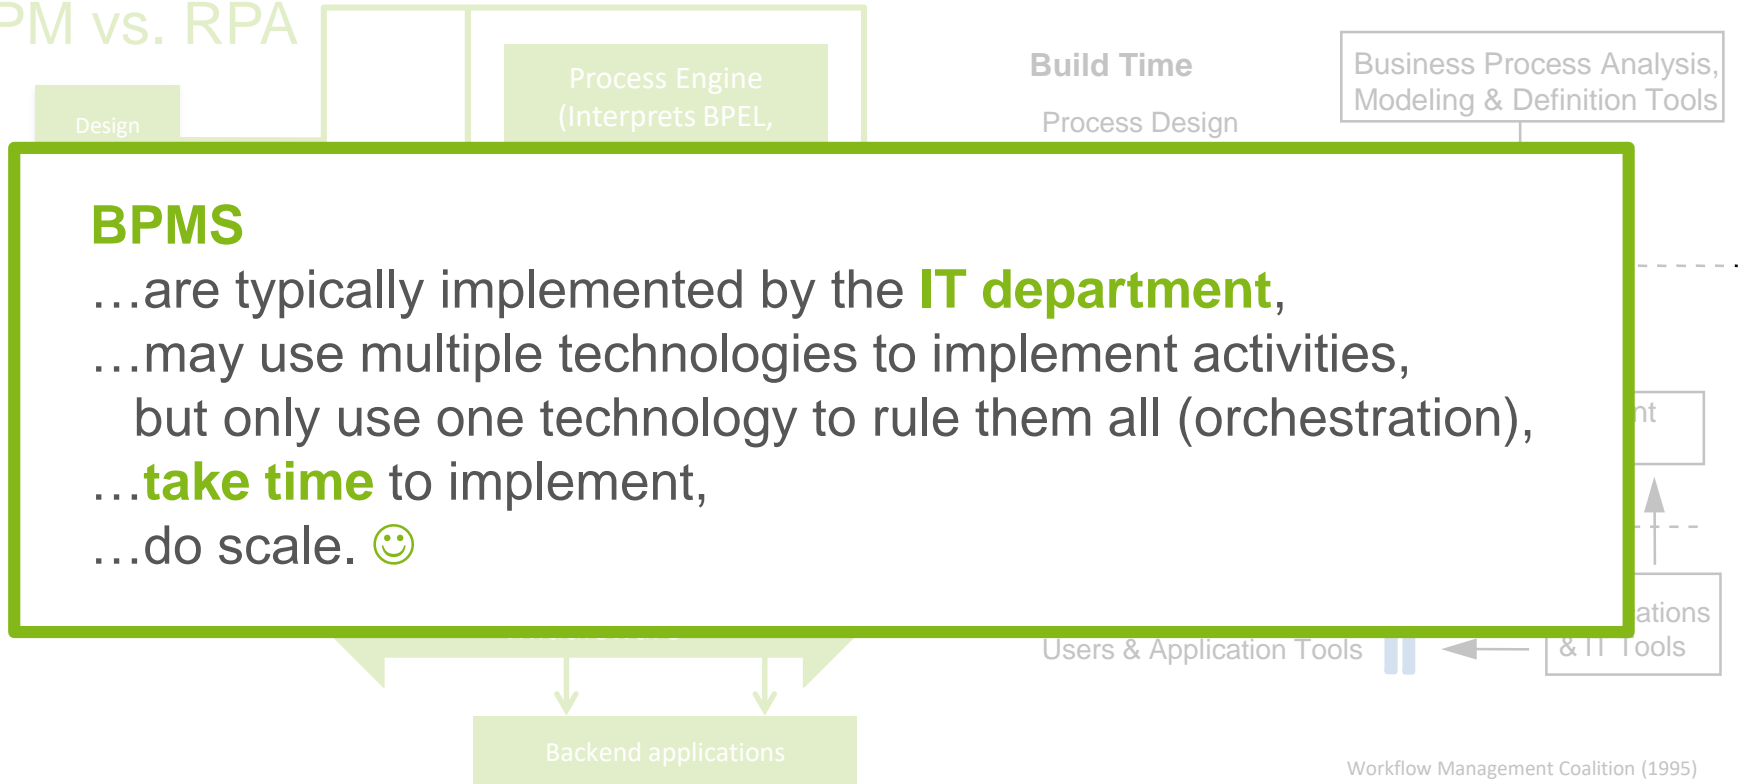 PM vs. RPA
Design
Process Engine
(Interprets BPEL,
Build Time
Process Design
Business Process Analysis,
Modeling & Definition Tools
BPMS
…are typically implemented by the IT department,
…may use multiple technologies to implement activities,
but only use one technology to rule them all (orchestration),
…take time to implement,
…do scale. ☺
nt
ations
& IT Tools
Users & Application Tools
Backend applications
Workflow Management Coalition (1995)